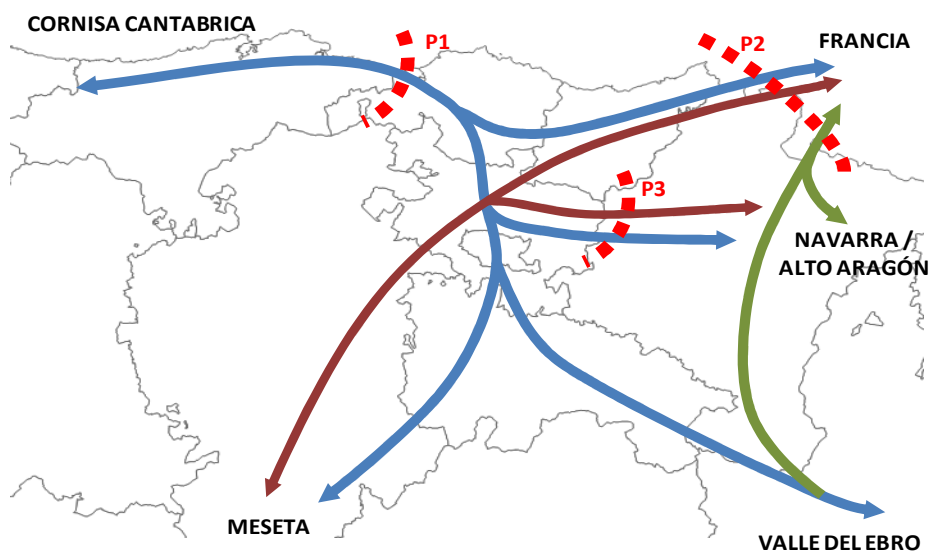 CORNISA CANTABRICA
P1
P2
FRANCIA
P3
NAVARRA /
ALTO ARAGÓN
MESETA
VALLE DEL EBRO